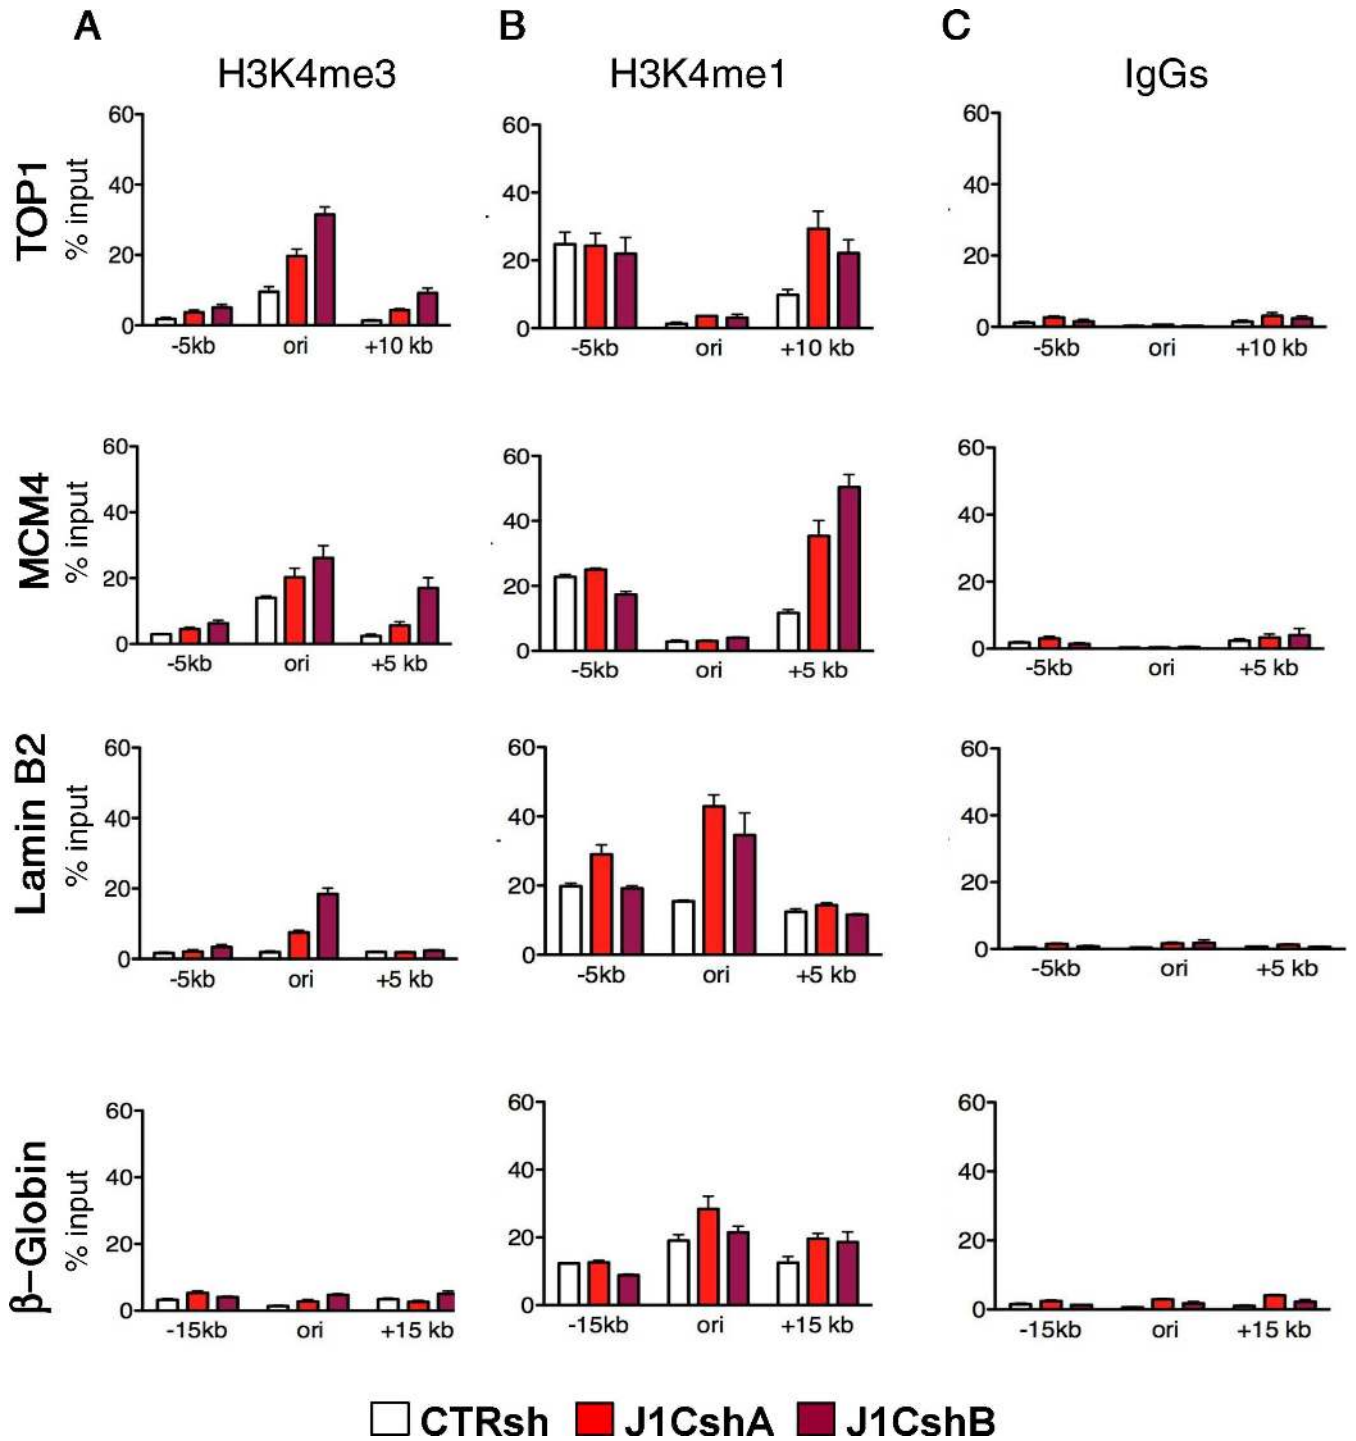 A B C
H3K4me3 H3K4me1 IgGs
TOP1
% input
60 40 20 0
-5kb ori +10 kb
60 40 20 0
-5kb ori +10 kb
60 40 20 0
-5kb ori +10 kb
MCM4
% input
60 40 20 0
-5kb ori +5 kb
60 40 20 0
-5kb ori +5 kb
60 40 20 0
-5kb ori +5 kb
Lamin B2
% input
60 40 20 0
-5kb ori +5 kb
60 40 20 0
-5kb ori +5 kb
60 40 20 0
-5kb ori +5 kb
β–Globin
% input
60 40 20 0
-15kb ori +15 kb
60 40 20 0
-15kb ori +15 kb
60 40 20 0
-15kb ori +15 kb
CTRsh J1CshA J1CshB